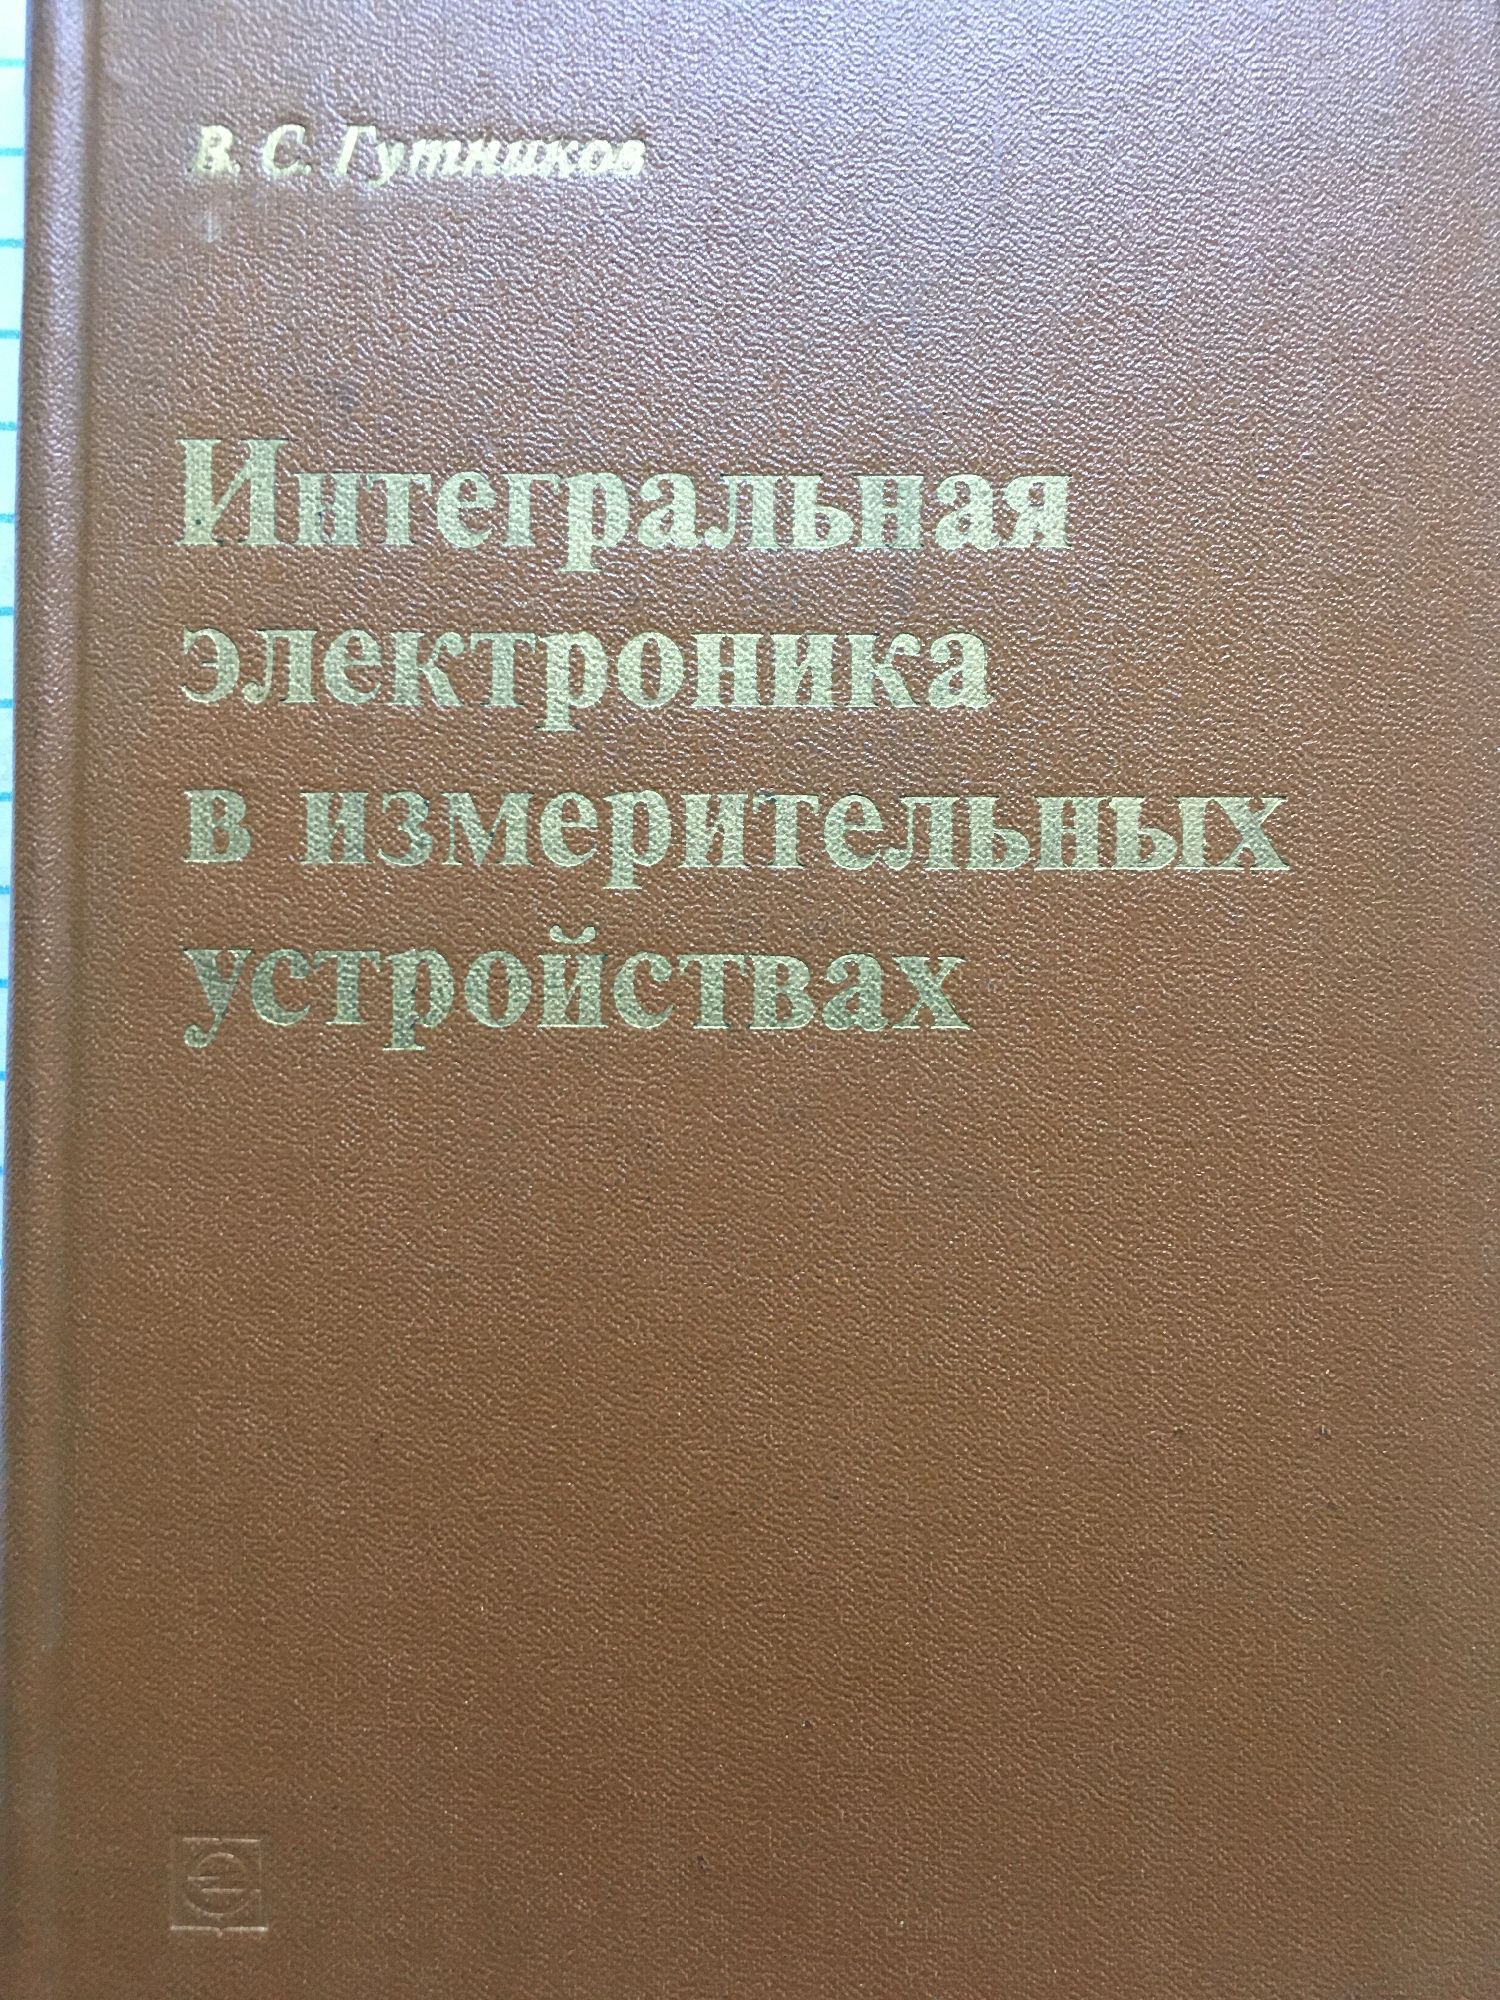 В. С. Гутников
Интегральная
электроника
в измерительных
устройствах